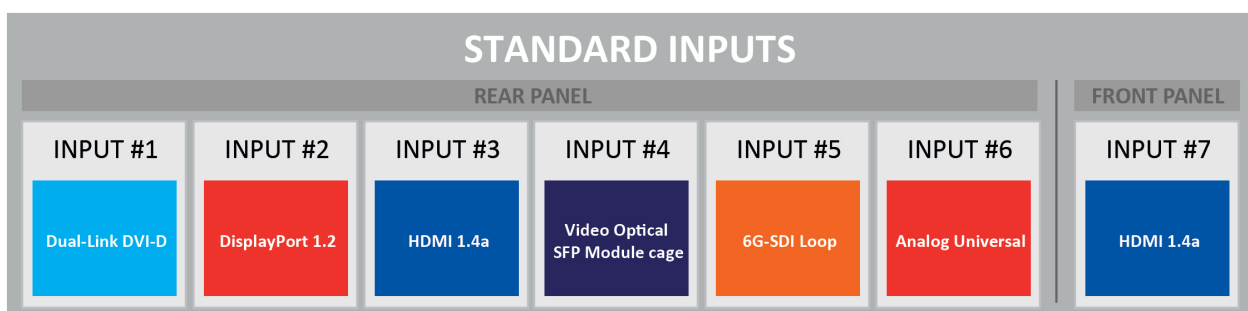 STANDARD INPUTS
REAR PANEL
FRONT PANEL
INPUT #1
INPUT #2
INPUT #3
INPUT #4
INPUT #5
INPUT #6
INPUT #7
Dual-Link DVI-D
DisplayPort 1.2
HDMI 1.4a
Video Optical
SFP Module cage
6G-SDI Loop
Analog Universal
HDMI 1.4a